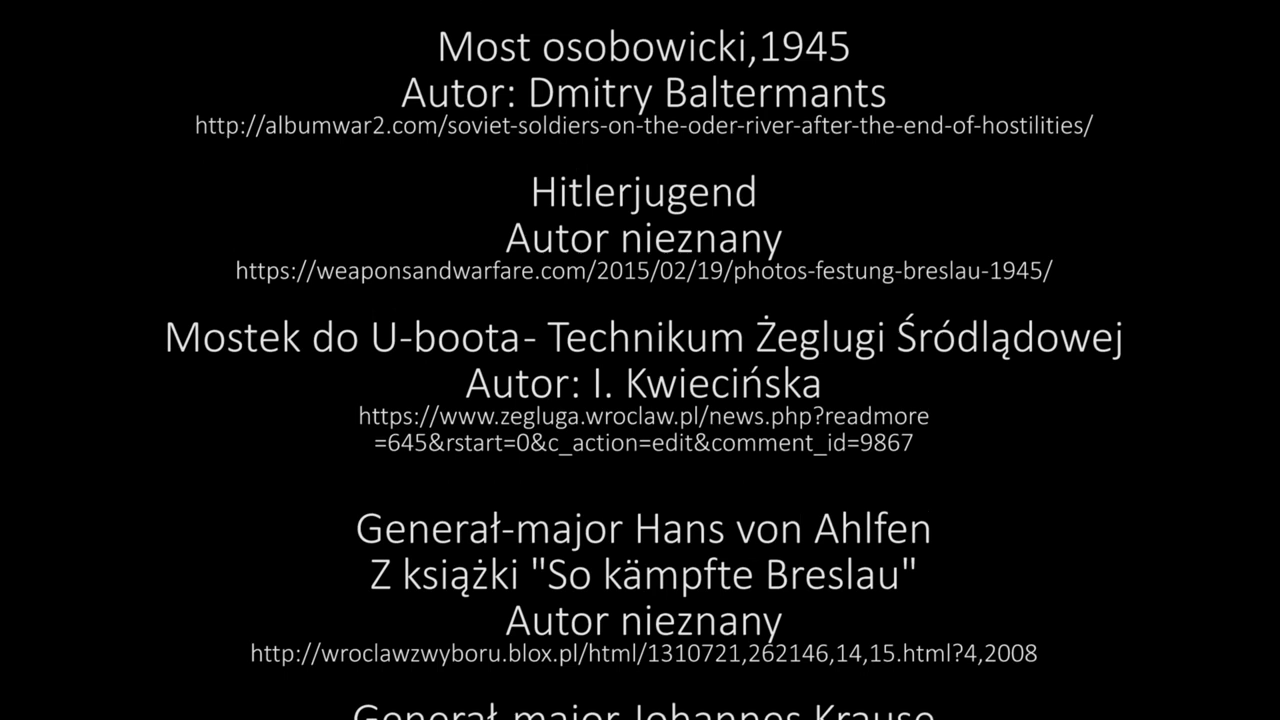 Most osobowicki,1945
Autor: Dmitry Baltermants
http://albumwar2.com/soviet-soldiers-on-the-oder-river-after-the-end-of-hostilities/
Hitlerjugend
Autor nieznany
https://weaponsandwarfare.com/2015/02/19/photos-festung-breslau-1945/
Mostek do U-boota- Technikum Żeglugi Śródlądowej
Autor: I. Kwiecińska
https://www.zegluga.wroclaw.pl/news.php?readmore
=645&rstart=0&c_action=edit&comment_id=9867
Generał-major Hans von Ahlfen
Z książki "So kämpfte Breslau"
Autor nieznany
http://wroclawzwyboru.blox.pl/html/1310721,262146,14,15.html?4,2008
Generał-major Johannes Krause